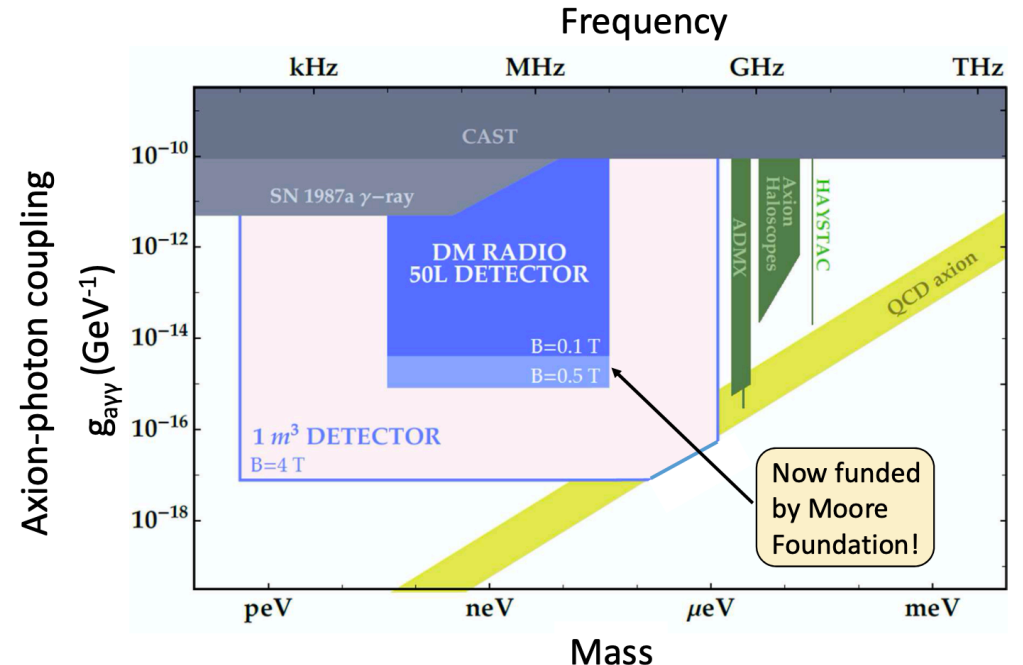 Frequency
kHz MHz GHz THz
Axion-photon coupling
g_aγγ (GeV^-1)
10^-10
10^-12
10^-14
10^-16
10^-18
CAST
SN 1987a γ−ray
DM RADIO
50L DETECTOR
B=0.1 T
B=0.5 T
1 m^3 DETECTOR
B=4 T
ADMX
Axion
Haloscopes
HAYSTAC
QCD axion
Now funded
by Moore
Foundation!
peV neV μeV meV
Mass